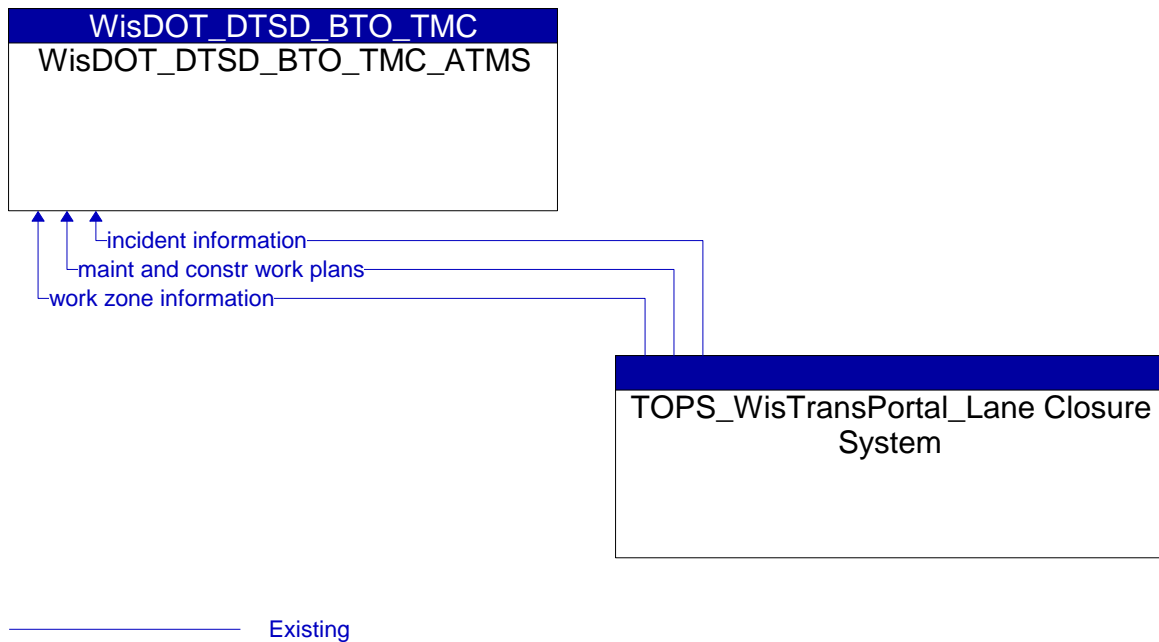 WisDOT_DTSD_BTO_TMC
WisDOT_DTSD_BTO_TMC_ATMS
incident information
maint and constr work plans
work zone information
TOPS_WisTransPortal_Lane Closure
System
Existing